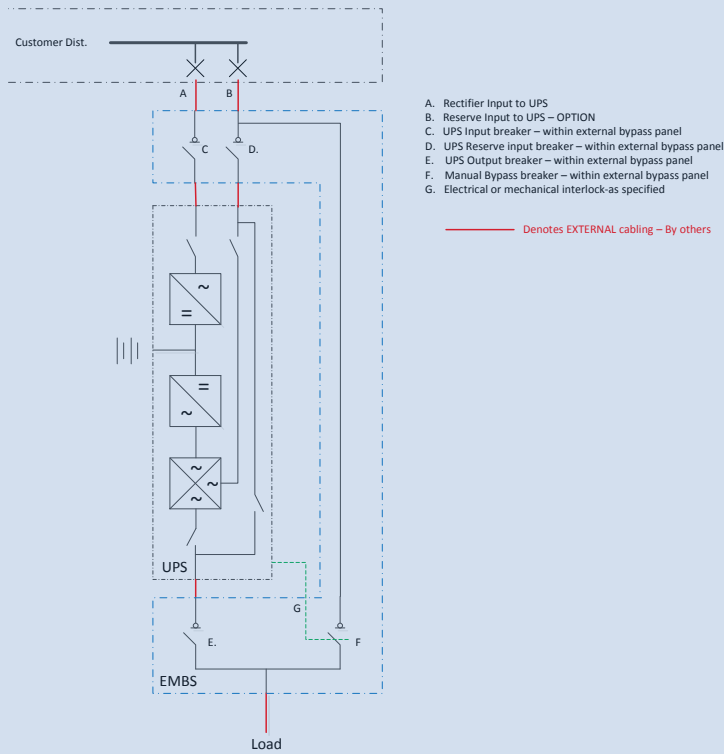 Customer Dist.
A
B
A. Rectifier Input to UPS
B. Reserve Input to UPS – OPTION
C. UPS Input breaker – within external bypass panel
D. UPS Reserve input breaker – within external bypass panel
E. UPS Output breaker – within external bypass panel
F. Manual Bypass breaker – within external bypass panel
G. Electrical or mechanical interlock-as specified
Denotes EXTERNAL cabling – By others
C
D.
~
=
=
~
~
~
~
UPS
G
E.
F
EMBS
Load